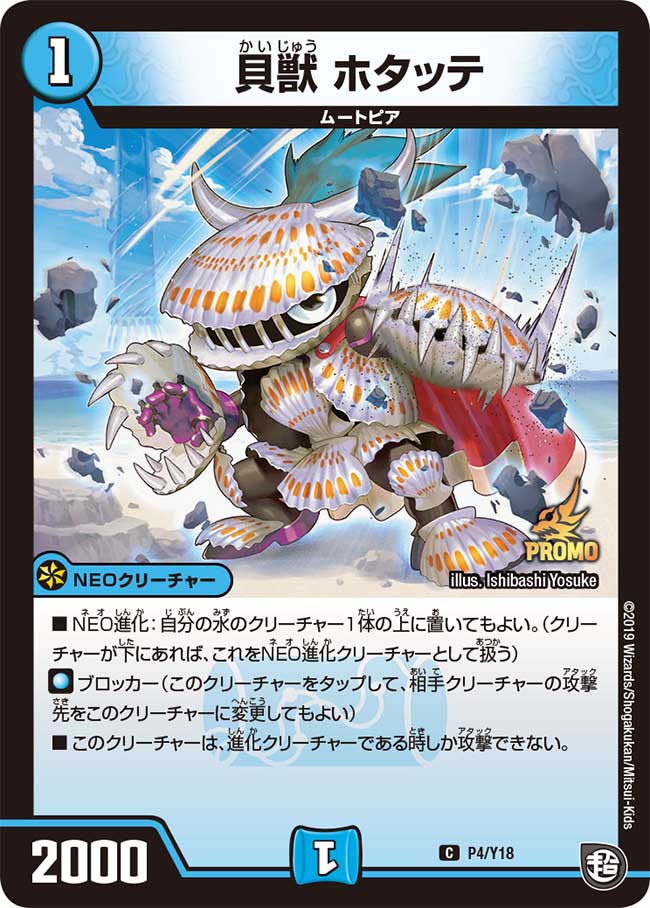 1
かいじゅう
貝獣 ホタッテ
ムートピア
PROMO
illus. Ishibashi Yosuke
NEOクリーチャー
■ NEO進化：自分の水のクリーチャー1体の上に置いてもよい。（クリー
チャーが下にあれば、これをNEO進化クリーチャーとして扱う）
ブロッカー（このクリーチャーをタップして、相手クリーチャーの攻撃
先をこのクリーチャーに変更してもよい）
■ このクリーチャーは、進化クリーチャーである時しか攻撃できない。
©2019 Wizards/Shogakukan/Mitsui-Kids
2000
1
C P4/Y18
超